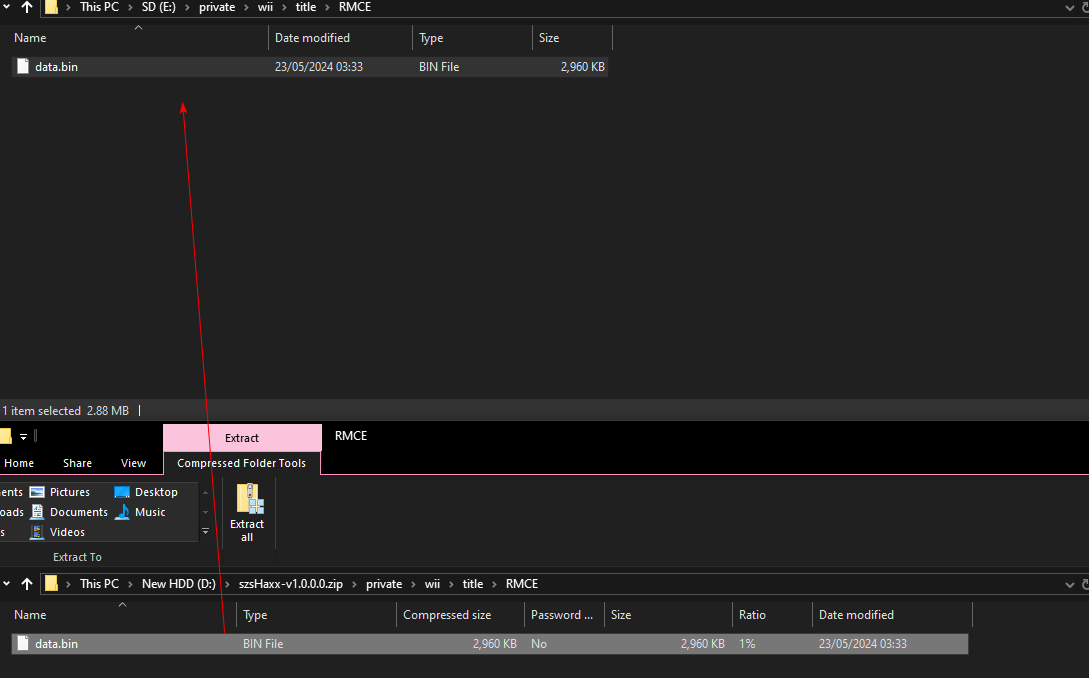 This PC > SD (E:) > private > wii > title > RMCE
Name Date modified Type Size
data.bin 23/05/2024 03:33 BIN File 2,960 KB
1 item selected 2.88 MB
Extract RMCE
Home Share View Compressed Folder Tools
ents Pictures Desktop
oads Documents Music
s Videos
Extract all
Extract To
This PC > New HDD (D:) > szsHaxx-v1.0.0.0.zip > private > wii > title > RMCE
Name Type Compressed size Password ... Size Ratio Date modified
data.bin BIN File 2,960 KB No 2,960 KB 1% 23/05/2024 03:33